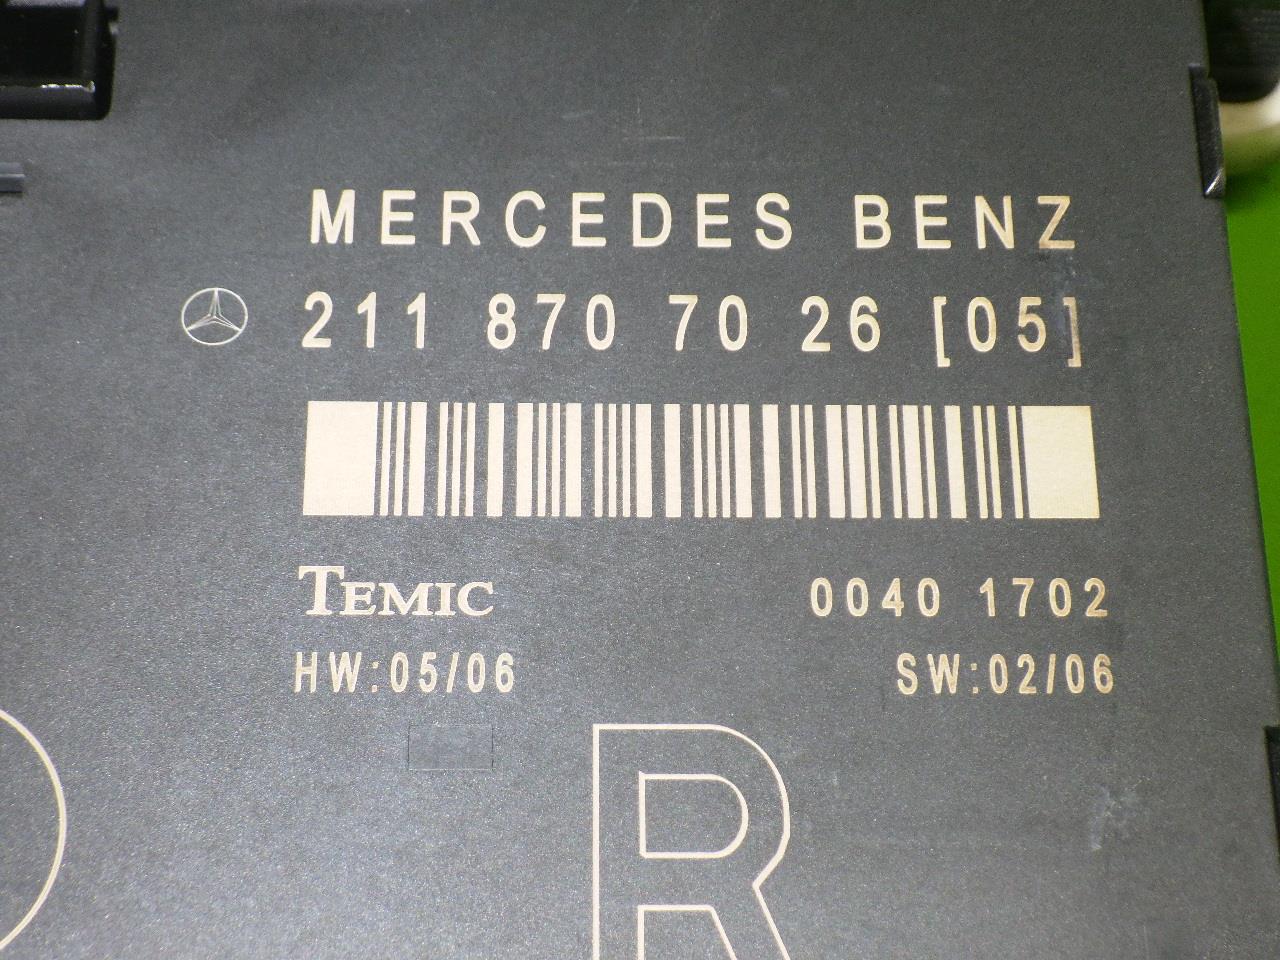 MERCEDES BENZ
211 870 70 26 [05]
TEMIC 0040 1702
HW:05/06 SW:02/06
R